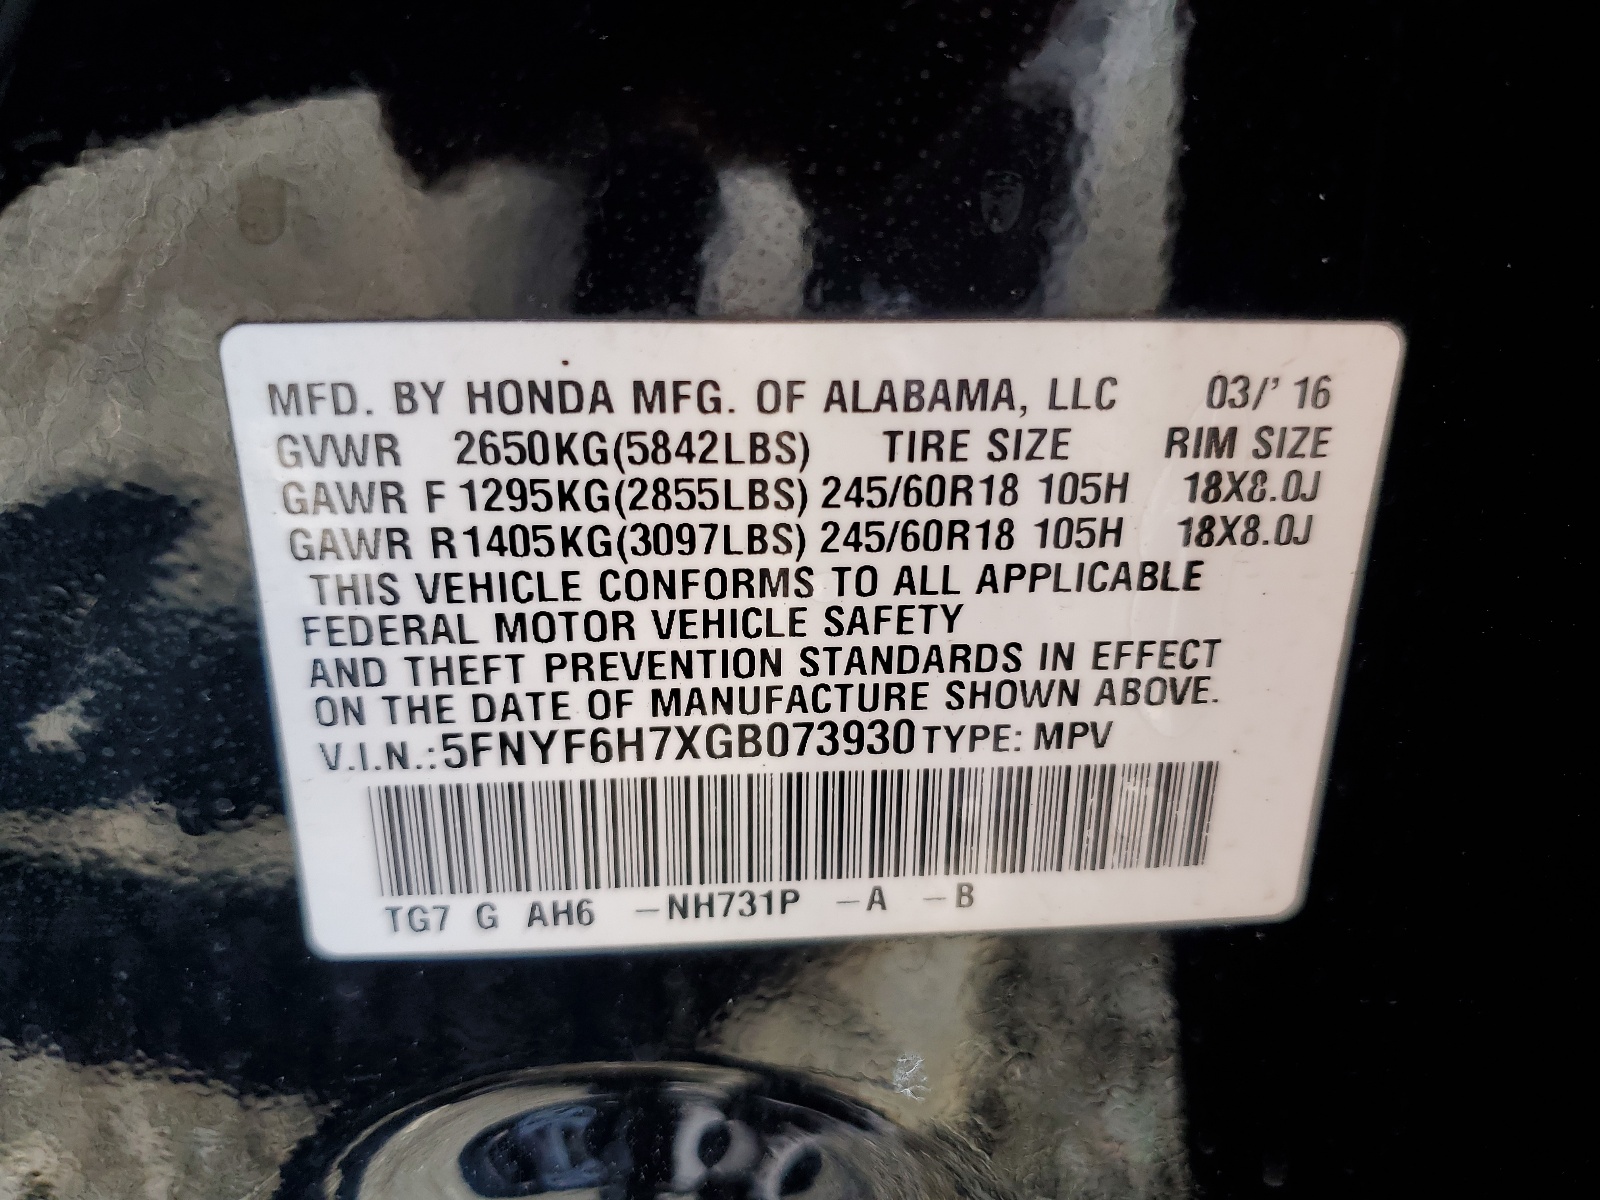 MFD. BY HONDA MFG. OF ALABAMA, LLC 03/' 16
GVWR 2650KG(5842LBS) TIRE SIZE RIM SIZE
GAWR F 1295KG(2855LBS) 245/60R18 105H 18X8.0J
GAWR R1405KG(3097LBS) 245/60R18 105H 18X8.0J
THIS VEHICLE CONFORMS TO ALL APPLICABLE
FEDERAL MOTOR VEHICLE SAFETY
AND THEFT PREVENTION STANDARDS IN EFFECT
ON THE DATE OF MANUFACTURE SHOWN ABOVE.
V.I.N.:5FNYF6H7XGB073930 TYPE: MPV
TG7 G AH6 -NH731P -A -B